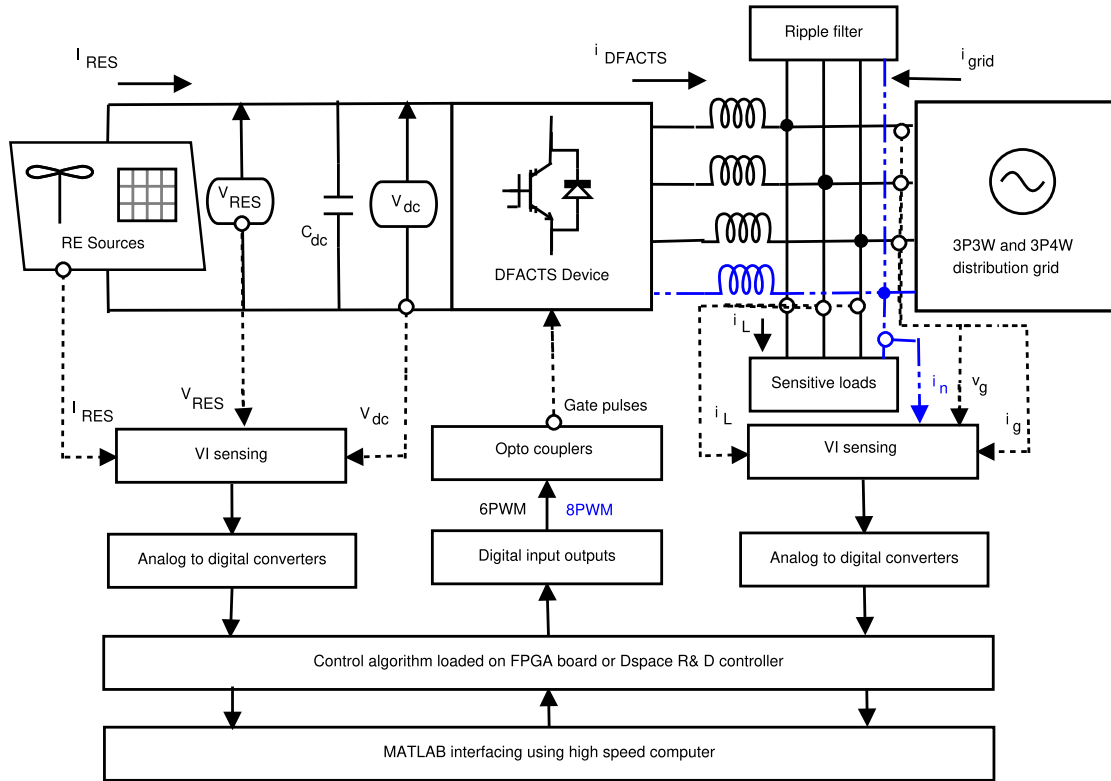 Ripple filter
I RES
i DFACTS
i grid
V RES
V dc
C dc
RE Sources
DFACTS Device
3P3W and 3P4W
distribution grid
i L
Sensitive loads
I RES
V RES
V dc
Gate pulses
i L
i n
v g
i g
VI sensing
Opto couplers
VI sensing
6PWM
8PWM
Analog to digital converters
Digital input outputs
Analog to digital converters
Control algorithm loaded on FPGA board or Dspace R& D controller
MATLAB interfacing using high speed computer